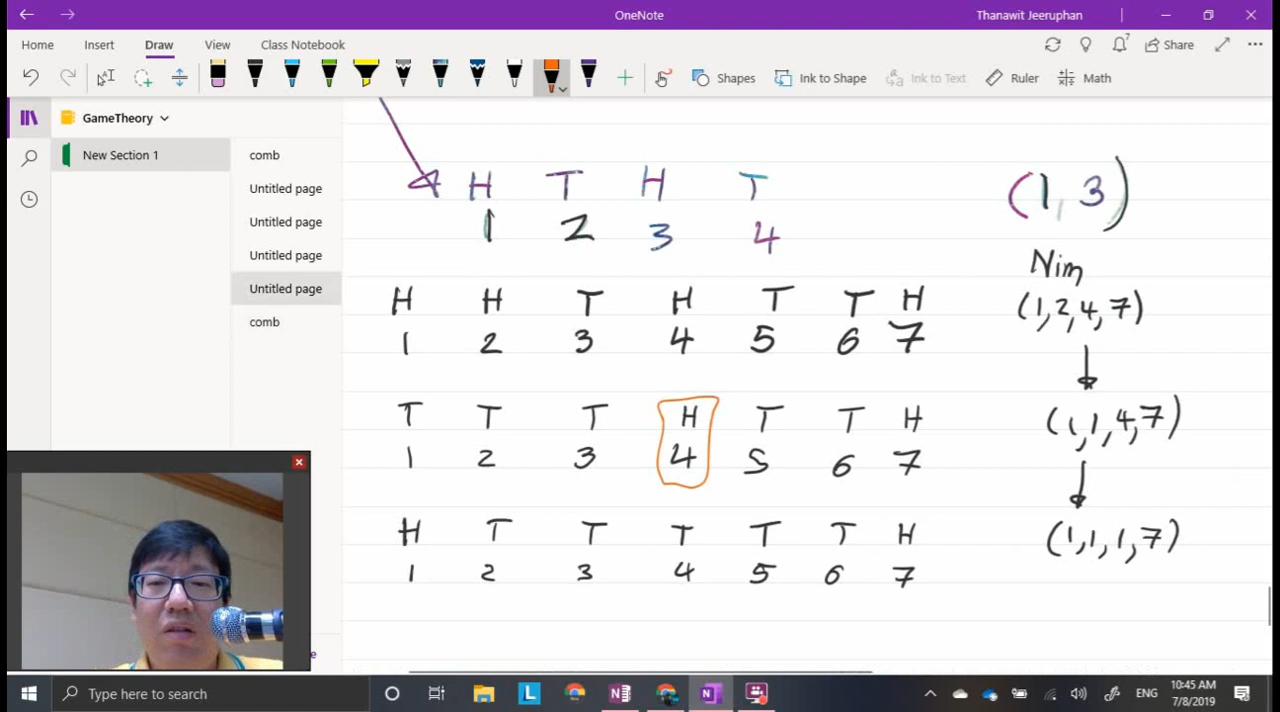 OneNote
Thanawit Jeeruphan
Home Insert Draw View Class Notebook
Share
Shapes Ink to Shape Ink to Text Ruler Math
GameTheory
New Section 1
comb
Untitled page
Untitled page
Untitled page
Untitled page
comb
H T H T
1 2 3 4
(1, 3)
Nim
H H T H T T H
1 2 3 4 5 6 7
(1,2,4,7)
T T T H T T H
1 2 3 4 5 6 7
(1,1,4,7)
H T T T T T H
1 2 3 4 5 6 7
(1,1,1,7)
Type here to search
ENG
10:45 AM
7/8/2019